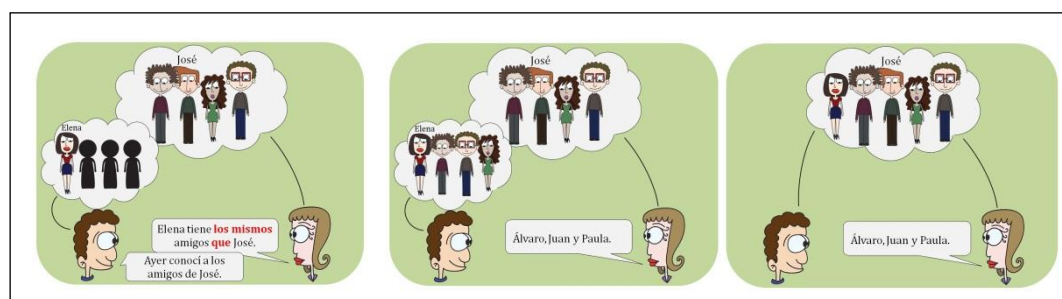 José
Elena
Elena tiene los mismos
amigos que José.
Ayer conocí a los
amigos de José.
José
Elena
Álvaro, Juan y Paula.
José
Álvaro, Juan y Paula.